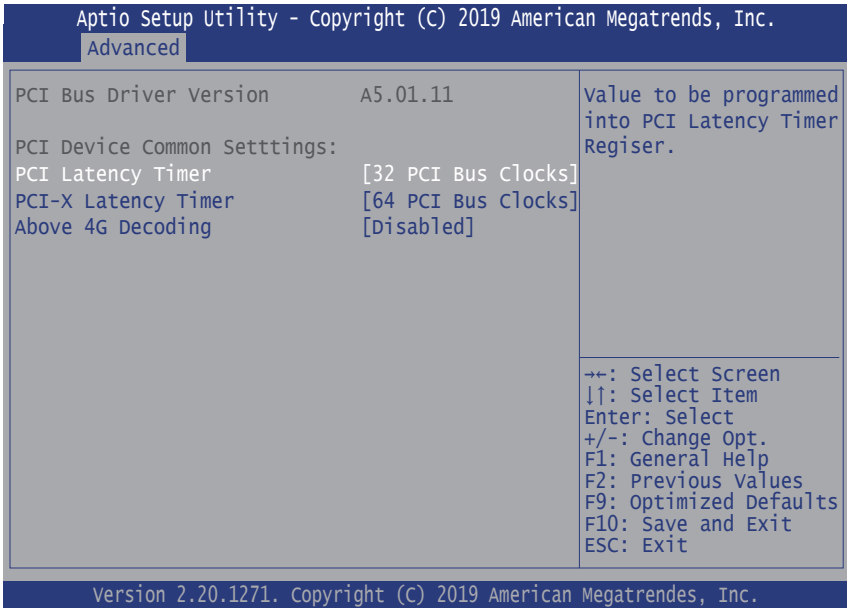 Aptio Setup Utility - Copyright (C) 2019 American Megatrends, Inc.
Advanced
PCI Bus Driver Version A5.01.11
PCI Device Common Setttings:
PCI Latency Timer [32 PCI Bus Clocks]
PCI-X Latency Timer [64 PCI Bus Clocks]
Above 4G Decoding [Disabled]
Value to be programmed
into PCI Latency Timer
Regiser.
→←: Select Screen
↓↑: Select Item
Enter: Select
+/-: Change Opt.
F1: General Help
F2: Previous Values
F9: Optimized Defaults
F10: Save and Exit
ESC: Exit
Version 2.20.1271. Copyright (C) 2019 American Megatrendes, Inc.